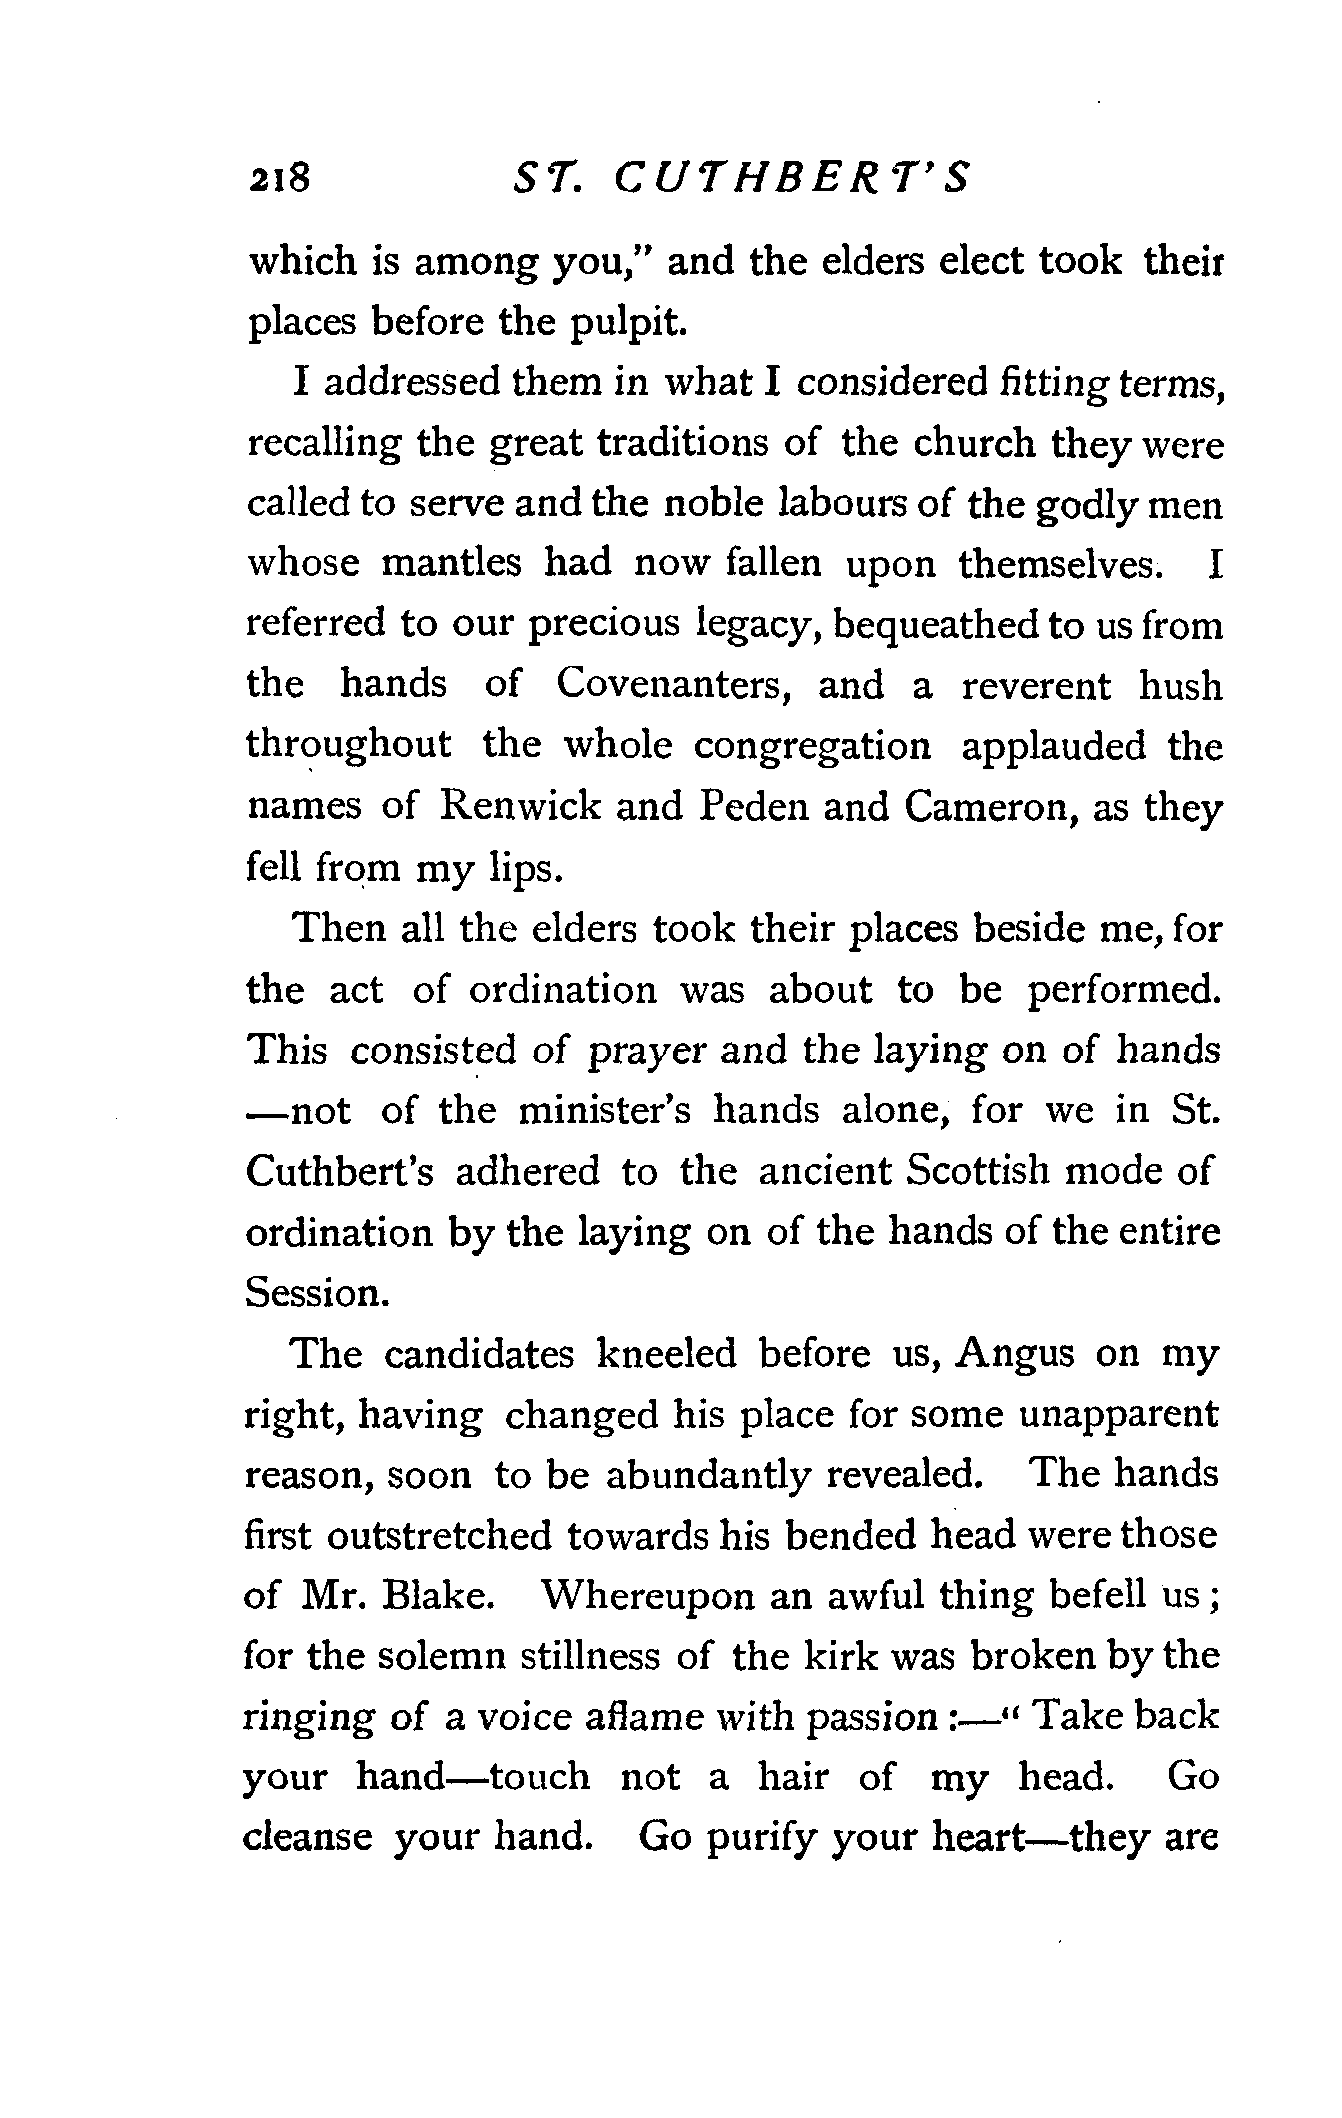 218 ST. CUTHBERT'S
which is among you,” and the elders elect took their
places before the pulpit.
I addressed them in what I considered fitting terms,
recalling the great traditions of the church they were
called to serve and the noble labours of the godly men
whose mantles had now fallen upon themselves. I
referred to our precious legacy, bequeathed to us from
the hands of Covenanters, and a reverent hush
throughout the whole congregation applauded the
names of Renwick and Peden and Cameron, as they
fell from my lips.
Then all the elders took their places beside me, for
the act of ordination was about to be performed.
This consisted of prayer and the laying on of hands
—not of the minister's hands alone, for we in St.
Cuthbert's adhered to the ancient Scottish mode of
ordination by the laying on of the hands of the entire
Session.
The candidates kneeled before us, Angus on my
right, having changed his place for some unapparent
reason, soon to be abundantly revealed. The hands
first outstretched towards his bended head were those
of Mr. Blake. Whereupon an awful thing befell us ;
for the solemn stillness of the kirk was broken by the
ringing of a voice aflame with passion :—“ Take back
your hand—touch not a hair of my head. Go
cleanse your hand. Go purify your heart—they are